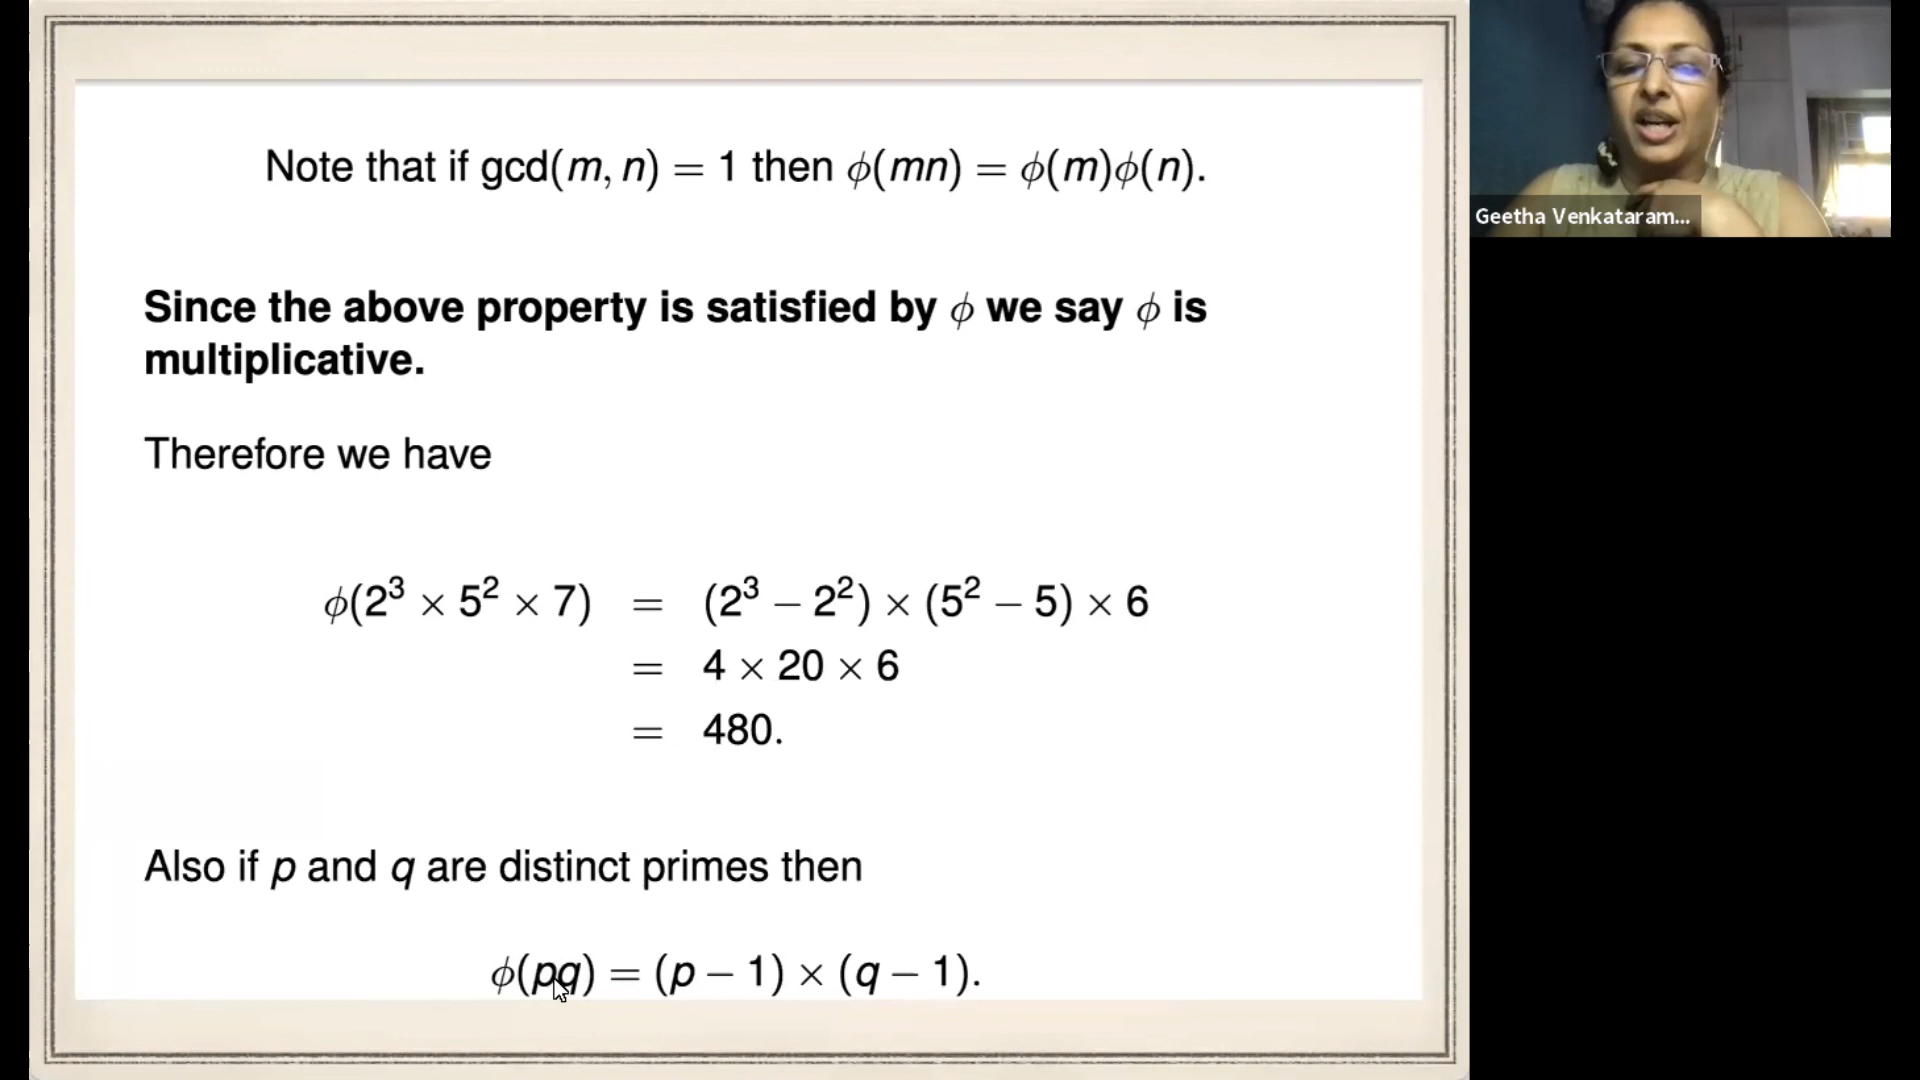 Note that if gcd(m, n) = 1 then ϕ(mn) = ϕ(m)ϕ(n).
Geetha Venkataram...
Since the above property is satisfied by ϕ we say ϕ is
multiplicative.
Therefore we have
ϕ(2³ × 5² × 7) = (2³ − 2²) × (5² − 5) × 6
= 4 × 20 × 6
= 480.
Also if p and q are distinct primes then
ϕ(pq) = (p − 1) × (q − 1).